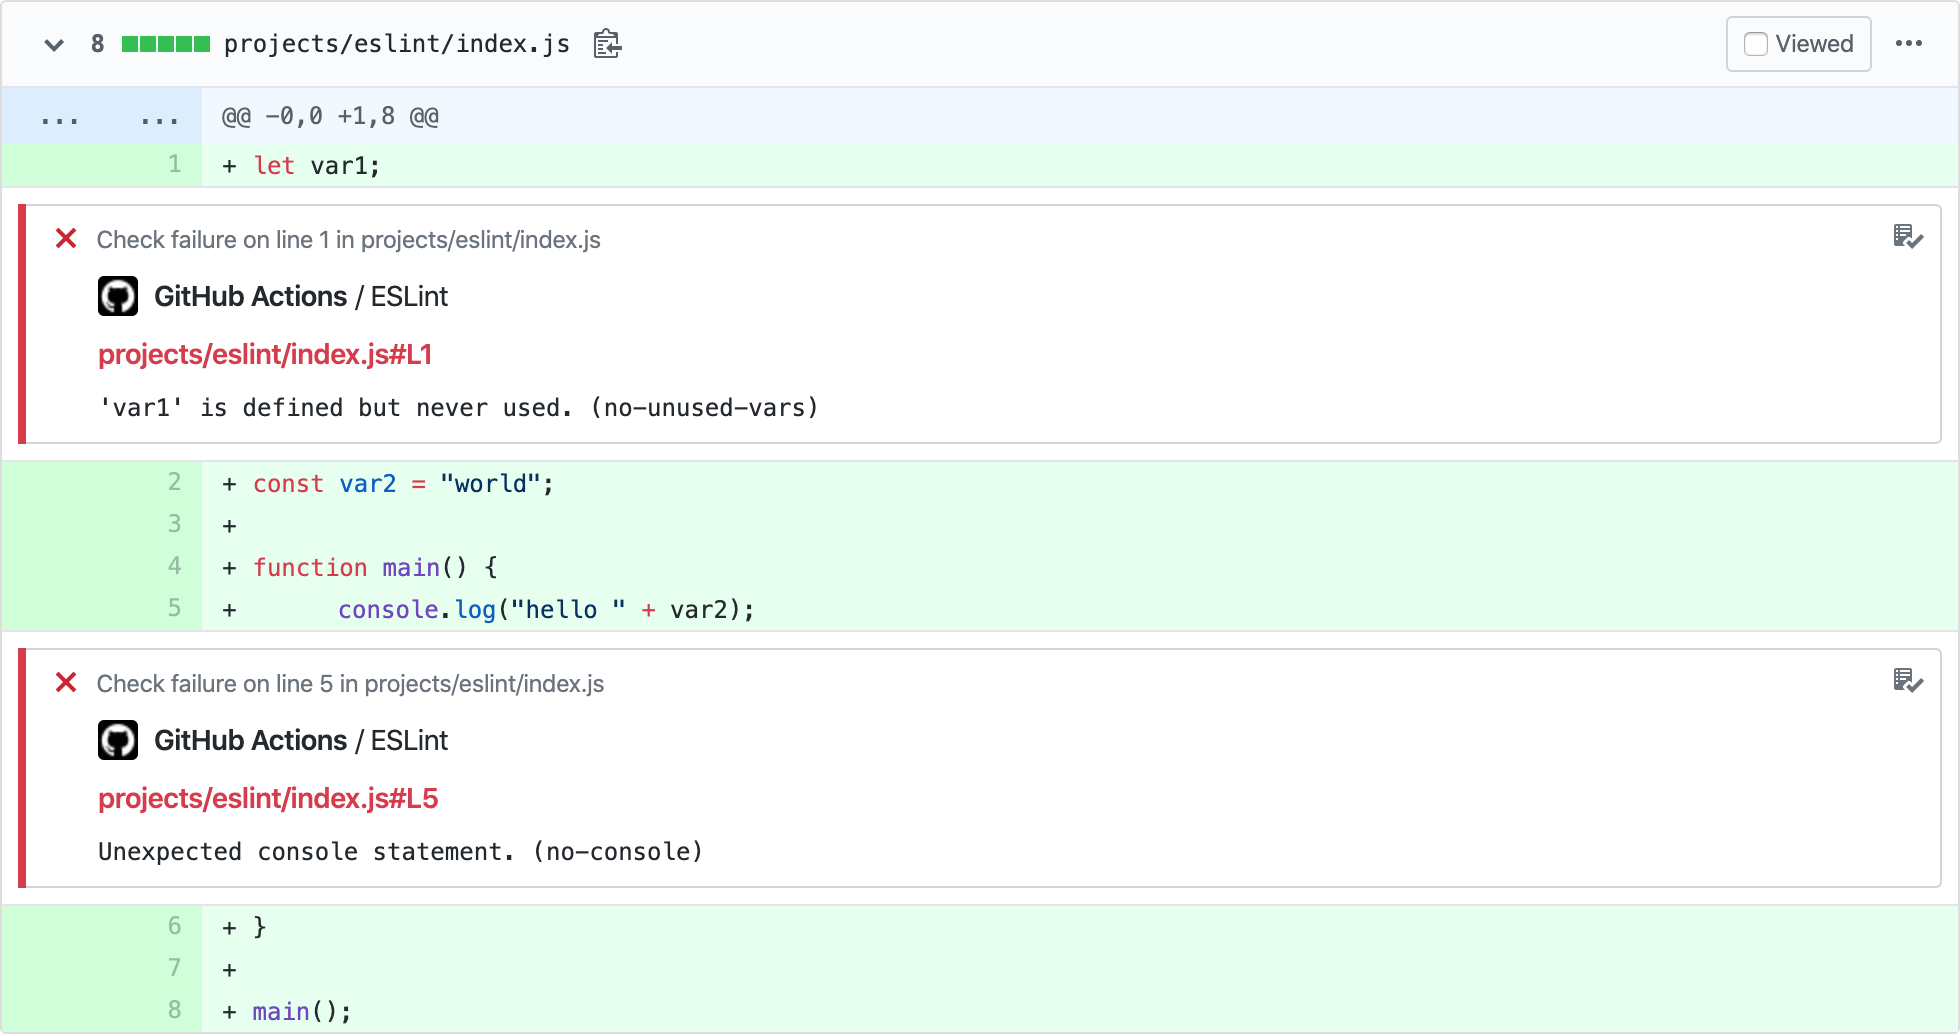 8 projects/eslint/index.js Viewed
... ... @@ -0,0 +1,8 @@
1 + let var1;
Check failure on line 1 in projects/eslint/index.js
GitHub Actions / ESLint
projects/eslint/index.js#L1
'var1' is defined but never used. (no-unused-vars)
2 + const var2 = "world";
3 +
4 + function main() {
5 + console.log("hello " + var2);
Check failure on line 5 in projects/eslint/index.js
GitHub Actions / ESLint
projects/eslint/index.js#L5
Unexpected console statement. (no-console)
6 + }
7 +
8 + main();